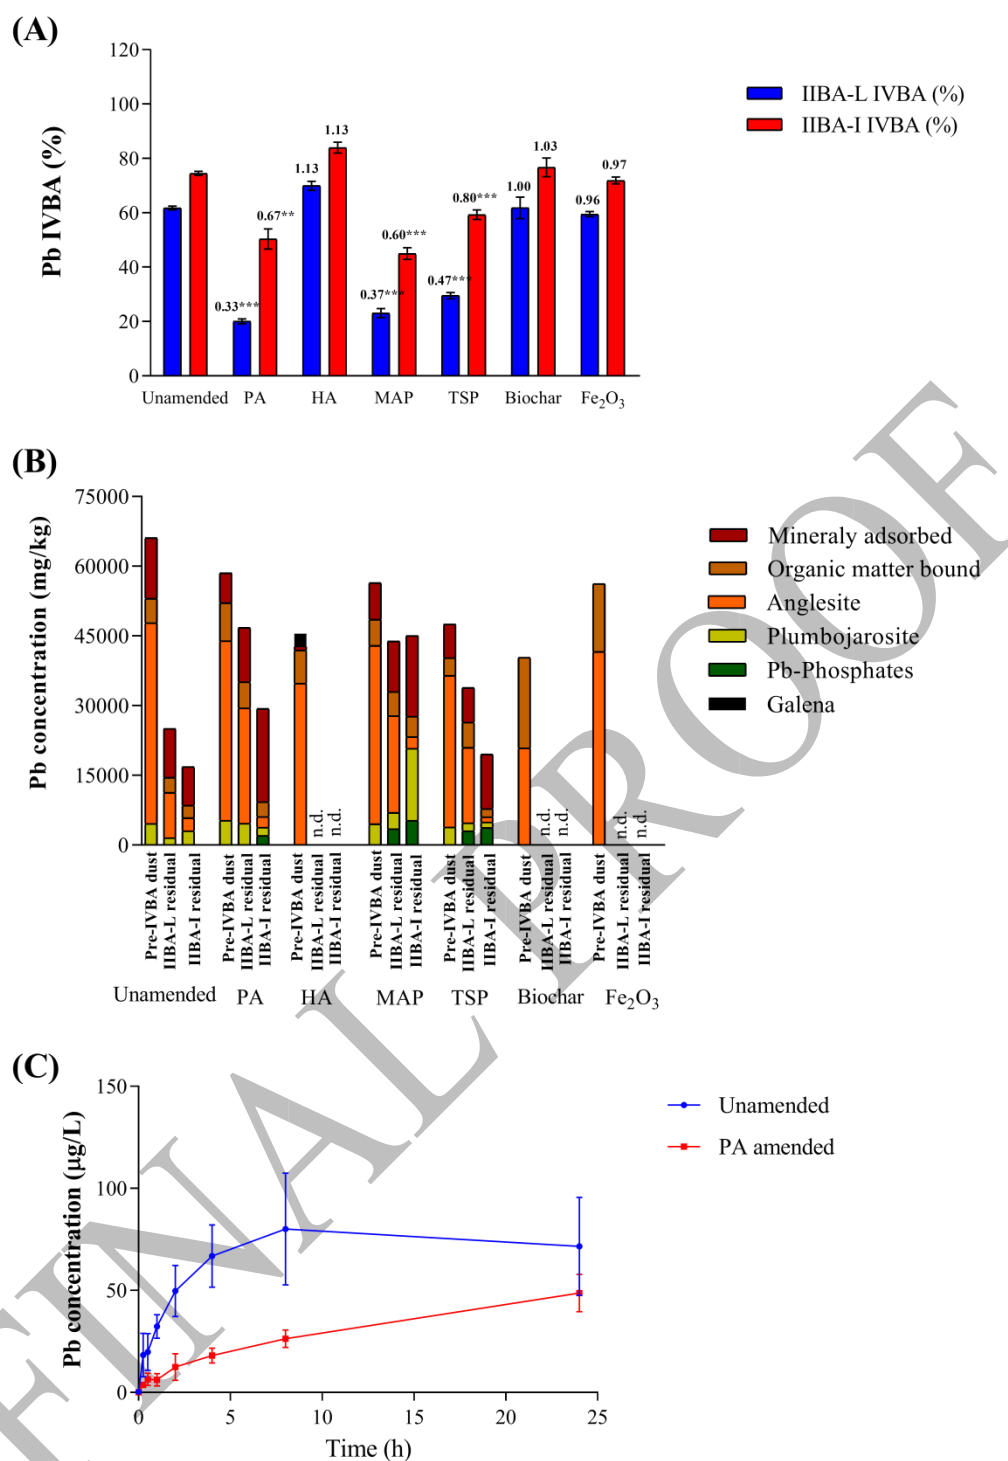 (A)
120
100
80
60
40
20
0
Pb IVBA (%)
IIBA-L IVBA (%)
IIBA-I IVBA (%)
0.33***
0.67**
1.13
1.13
0.37***
0.60***
0.47***
0.80***
1.00
1.03
0.96
0.97
Unamended PA HA MAP TSP Biochar Fe₂O₃
(B)
75000
60000
45000
30000
15000
0
Pb concentration (mg/kg)
Mineraly adsorbed
Organic matter bound
Anglesite
Plumbojarosite
Pb-Phosphates
Galena
n.d. n.d. n.d. n.d. n.d. n.d.
Pre-IVBA dust
IIBA-L residual
IIBA-I residual
Pre-IVBA dust
IIBA-L residual
IIBA-I residual
Pre-IVBA dust
IIBA-L residual
IIBA-I residual
Pre-IVBA dust
IIBA-L residual
IIBA-I residual
Pre-IVBA dust
IIBA-L residual
IIBA-I residual
Pre-IVBA dust
IIBA-L residual
IIBA-I residual
Pre-IVBA dust
IIBA-L residual
IIBA-I residual
Unamended PA HA MAP TSP Biochar Fe₂O₃
(C)
150
100
50
0
Pb concentration (µg/L)
Unamended
PA amended
0 5 10 15 20 25
Time (h)
FINAL PROOF